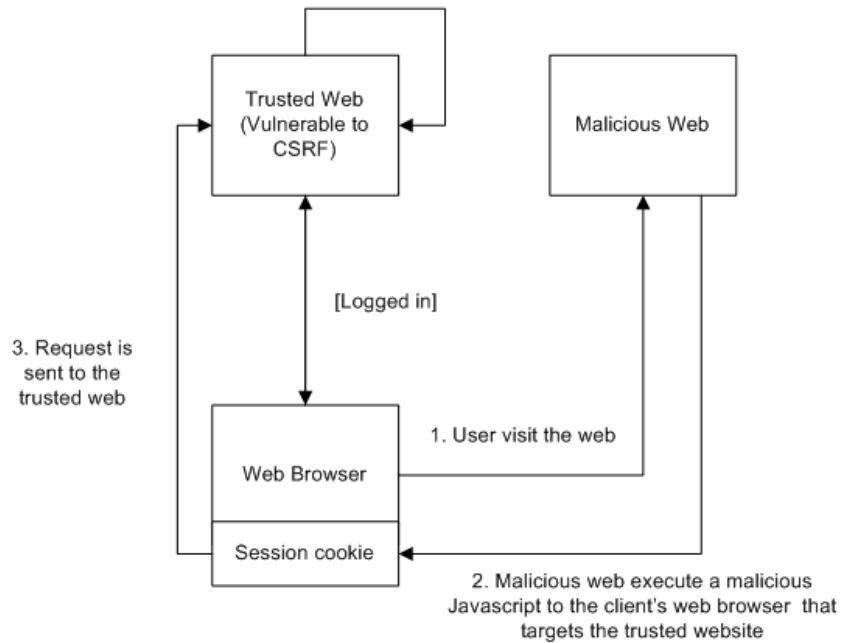 Trusted Web
(Vulnerable to
CSRF)
Malicious Web
[Logged in]
3. Request is
sent to the
trusted web
1. User visit the web
Web Browser
Session cookie
2. Malicious web execute a malicious
Javascript to the client's web browser that
targets the trusted website